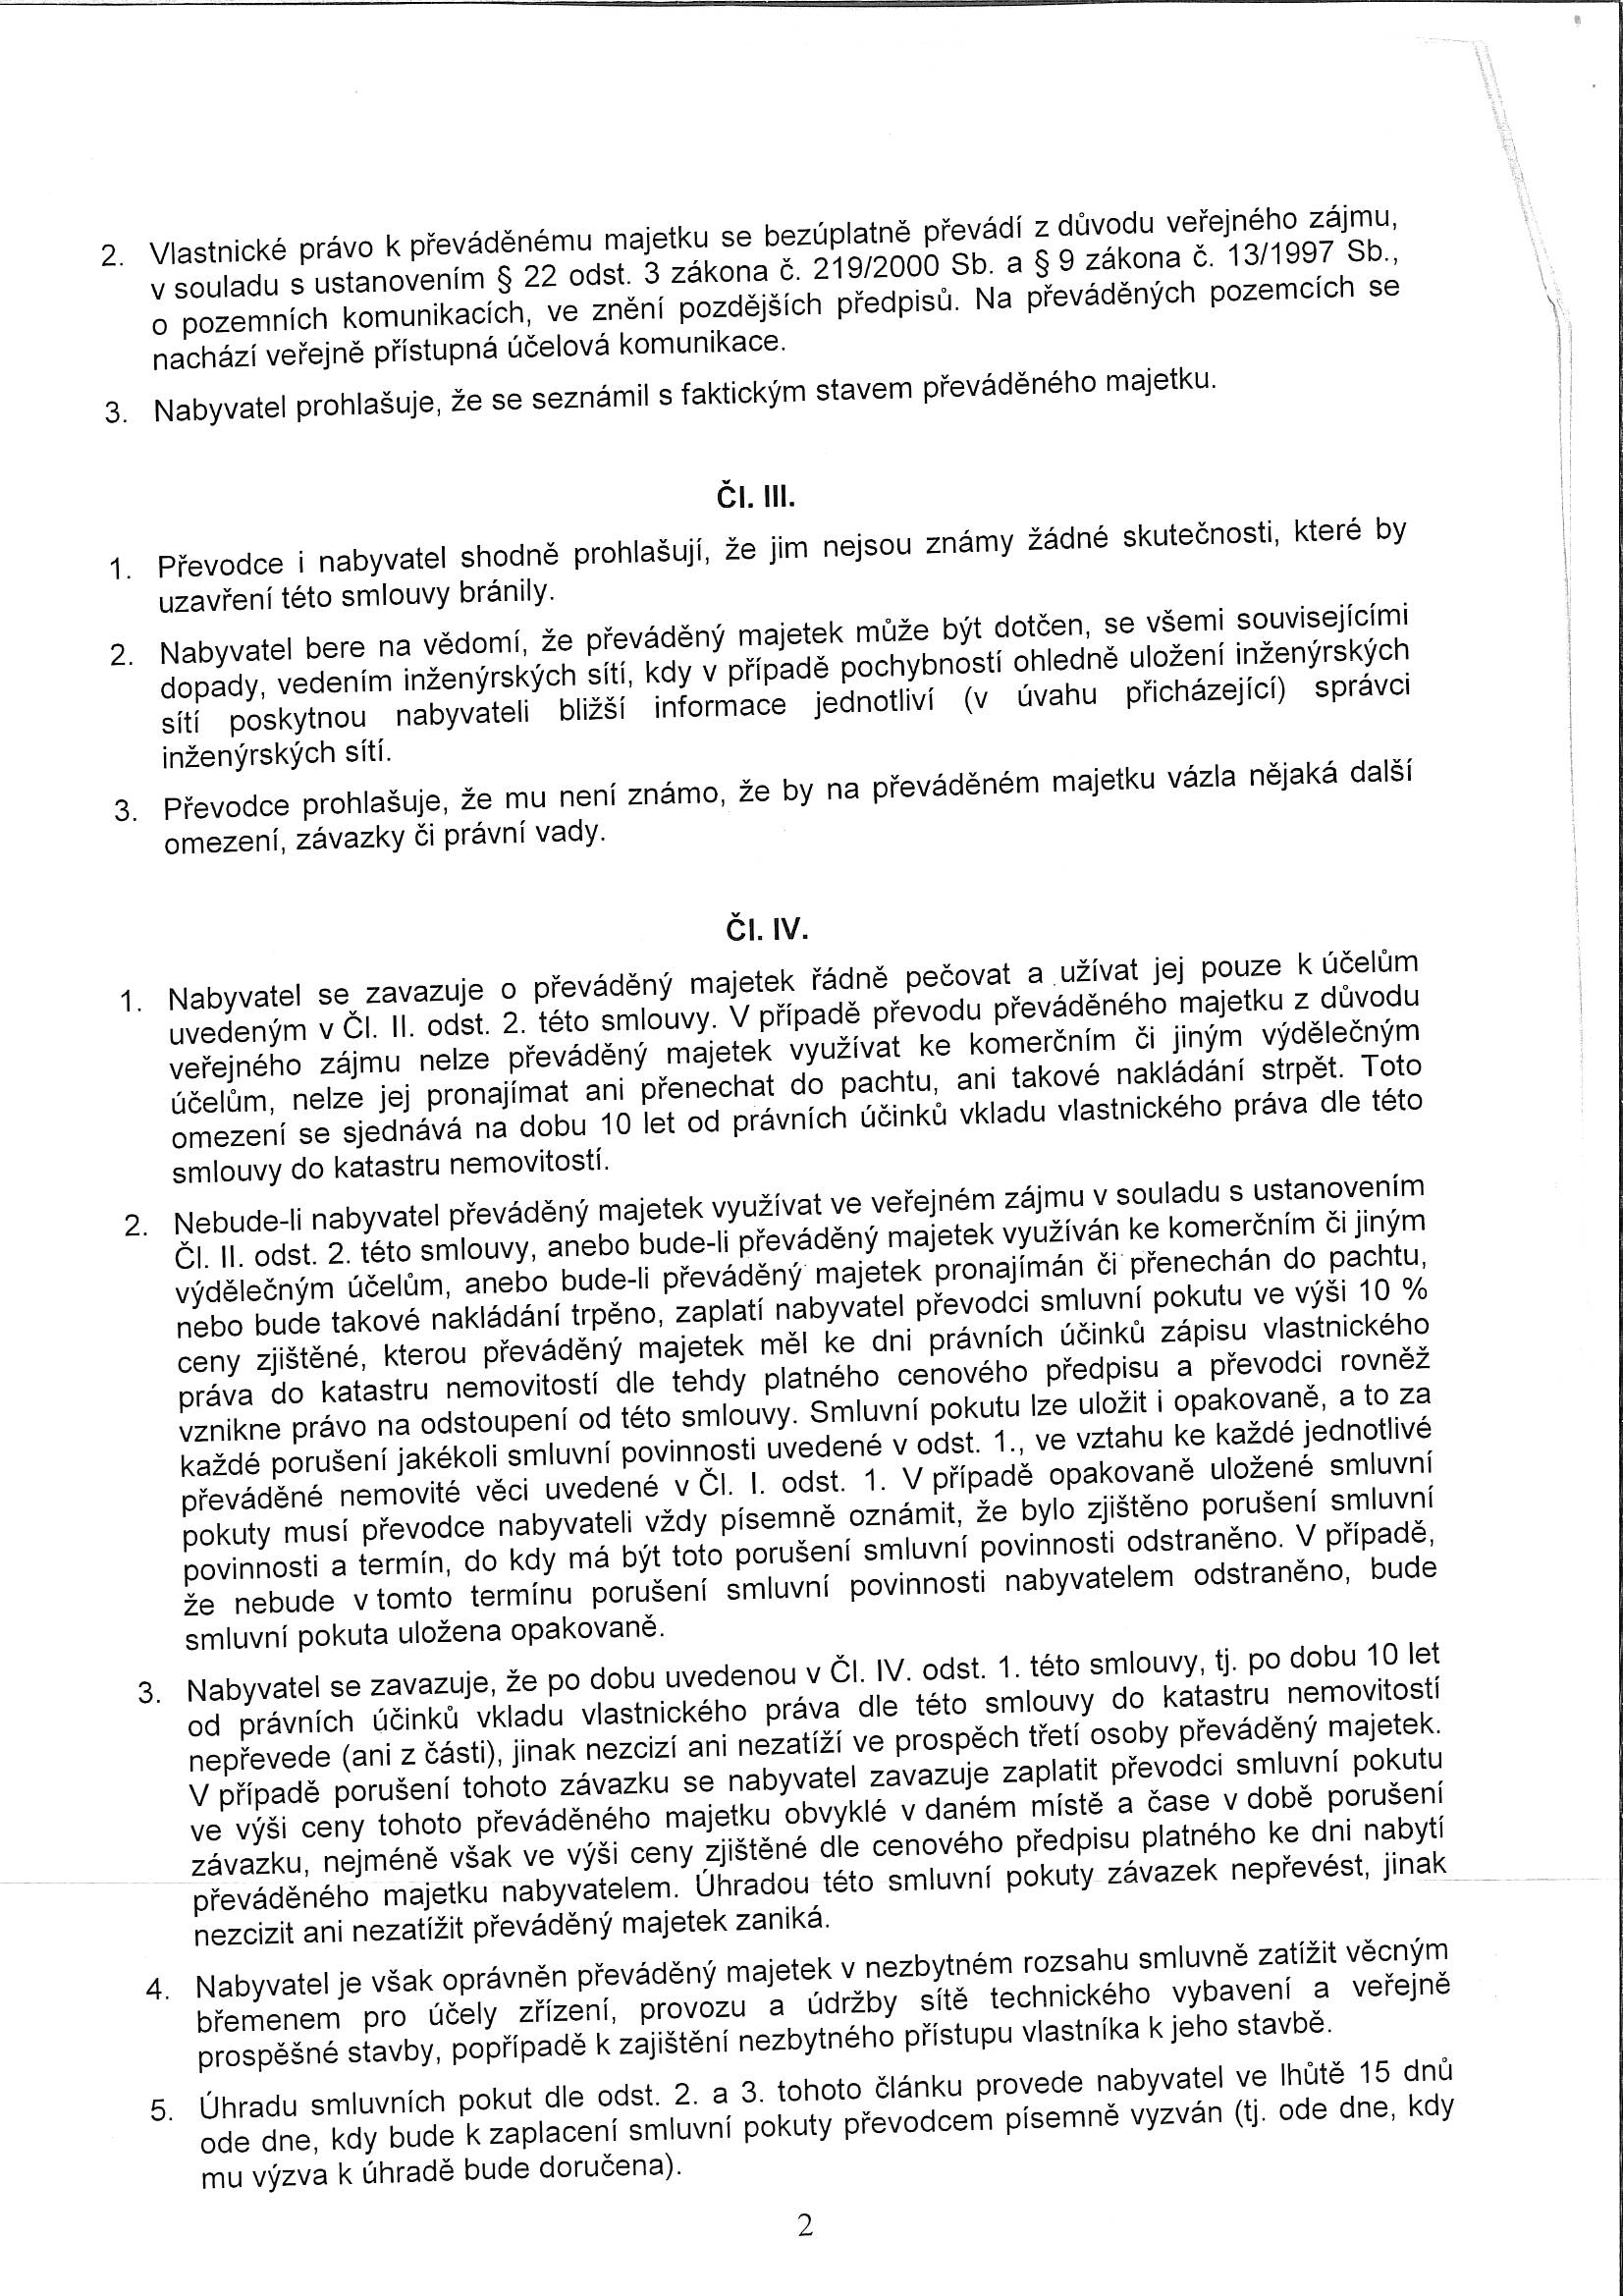 2. Vlastnické právo k převáděnému majetku se bezúplatně převádí z důvodu veřejného zájmu,
v souladu s ustanovením § 22 odst. 3 zákona č. 219/2000 Sb. a § 9 zákona č. 13/1997 Sb.,
o pozemních komunikacích, ve znění pozdějších předpisů. Na převáděných pozemcích se
nachází veřejně přístupná účelová komunikace.
3. Nabyvatel prohlašuje, že se seznámil s faktickým stavem převáděného majetku.
Čl. III.
1. Převodce i nabyvatel shodně prohlašují, že jim nejsou známy žádné skutečnosti, které by
uzavření této smlouvy bránily.
2. Nabyvatel bere na vědomí, že převáděný majetek může být dotčen, se všemi souvisejícími
dopady, vedením inženýrských sítí, kdy v případě pochybností ohledně uložení inženýrských
sítí poskytnou nabyvateli bližší informace jednotliví (v úvahu přicházející) správci
inženýrských sítí.
3. Převodce prohlašuje, že mu není známo, že by na převáděném majetku vázla nějaká další
omezení, závazky či právní vady.
Čl. IV.
1. Nabyvatel se zavazuje o převáděný majetek řádně pečovat a užívat jej pouze k účelům
uvedeným v Čl. II. odst. 2. této smlouvy. V případě převodu převáděného majetku z důvodu
veřejného zájmu nelze převáděný majetek využívat ke komerčním či jiným výdělečným
účelům, nelze jej pronajímat ani přenechat do pachtu, ani takové nakládání strpět. Toto
omezení se sjednává na dobu 10 let od právních účinků vkladu vlastnického práva dle této
smlouvy do katastru nemovitostí.
2. Nebude-li nabyvatel převáděný majetek využívat ve veřejném zájmu v souladu s ustanovením
Čl. II. odst. 2. této smlouvy, anebo bude-li převáděný majetek využíván ke komerčním či jiným
výdělečným účelům, anebo bude-li převáděný majetek pronajímán či přenechán do pachtu,
nebo bude takové nakládání trpěno, zaplatí nabyvatel převodci smluvní pokutu ve výši 10 %
ceny zjištěné, kterou převáděný majetek měl ke dni právních účinků zápisu vlastnického
práva do katastru nemovitostí dle tehdy platného cenového předpisu a převodci rovněž
vznikne právo na odstoupení od této smlouvy. Smluvní pokutu lze uložit i opakovaně, a to za
každé porušení jakékoli smluvní povinnosti uvedené v odst. 1., ve vztahu ke každé jednotlivé
převáděné nemovité věci uvedené v Čl. I. odst. 1. V případě opakovaně uložené smluvní
pokuty musí převodce nabyvateli vždy písemně oznámit, že bylo zjištěno porušení smluvní
povinnosti a termín, do kdy má být toto porušení smluvní povinnosti odstraněno. V případě,
že nebude v tomto termínu porušení smluvní povinnosti nabyvatelem odstraněno, bude
smluvní pokuta uložena opakovaně.
3. Nabyvatel se zavazuje, že po dobu uvedenou v Čl. IV. odst. 1. této smlouvy, tj. po dobu 10 let
od právních účinků vkladu vlastnického práva dle této smlouvy do katastru nemovitostí
nepřevede (ani z části), jinak nezcizí ani nezatíží ve prospěch třetí osoby převáděný majetek.
V případě porušení tohoto závazku se nabyvatel zavazuje zaplatit převodci smluvní pokutu
ve výši ceny tohoto převáděného majetku obvyklé v daném místě a čase v době porušení
závazku, nejméně však ve výši ceny zjištěné dle cenového předpisu platného ke dni nabytí
převáděného majetku nabyvatelem. Úhradou této smluvní pokuty závazek nepřevést, jinak
nezcizit ani nezatížit převáděný majetek zaniká.
4. Nabyvatel je však oprávněn převáděný majetek v nezbytném rozsahu smluvně zatížit věcným
břemenem pro účely zřízení, provozu a údržby sítě technického vybavení a veřejně
prospěšné stavby, popřípadě k zajištění nezbytného přístupu vlastníka k jeho stavbě.
5. Úhradu smluvních pokut dle odst. 2. a 3. tohoto článku provede nabyvatel ve lhůtě 15 dnů
ode dne, kdy bude k zaplacení smluvní pokuty převodcem písemně vyzván (tj. ode dne, kdy
mu výzva k úhradě bude doručena).
2